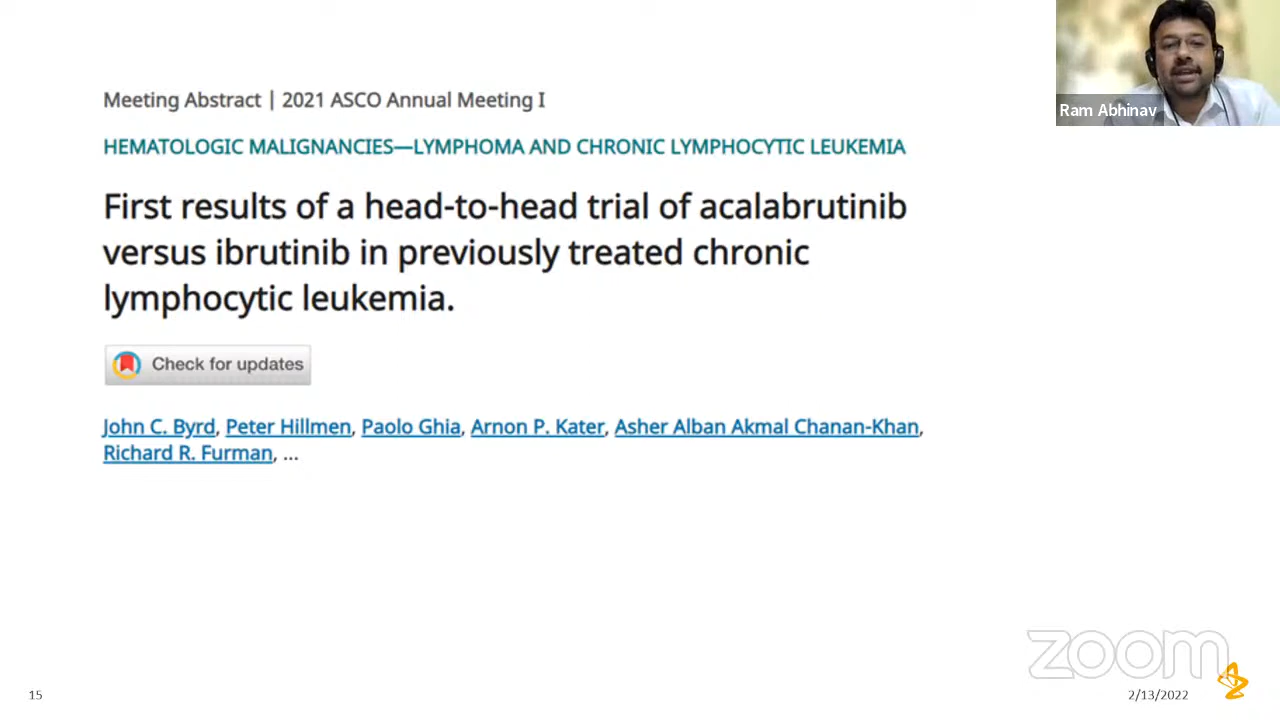 Meeting Abstract | 2021 ASCO Annual Meeting I
HEMATOLOGIC MALIGNANCIES—LYMPHOMA AND CHRONIC LYMPHOCYTIC LEUKEMIA
First results of a head-to-head trial of acalabrutinib
versus ibrutinib in previously treated chronic
lymphocytic leukemia.
Check for updates
John C. Byrd, Peter Hillmen, Paolo Ghia, Arnon P. Kater, Asher Alban Akmal Chanan-Khan,
Richard R. Furman, ...
Ram Abhinav
zoom
15
2/13/2022